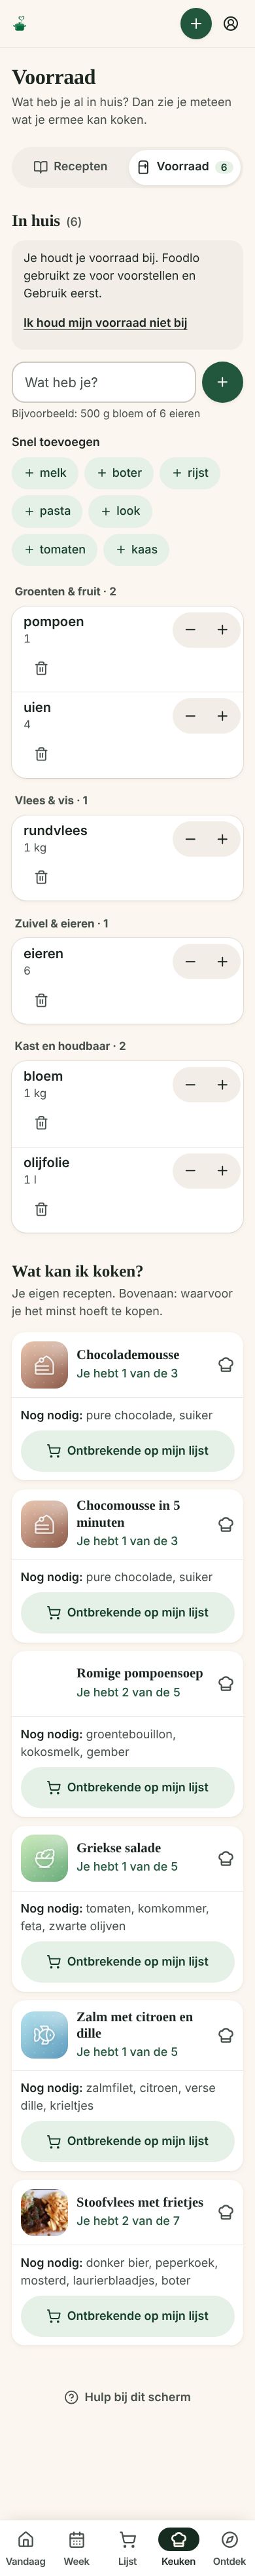 Voorraad
Wat heb je al in huis? Dan zie je meteen
wat je ermee kan koken.
Recepten
Voorraad 6
In huis (6)
Je houdt je voorraad bij. Foodlo
gebruikt ze voor voorstellen en
Gebruik eerst.
Ik houd mijn voorraad niet bij
Wat heb je?
Bijvoorbeeld: 500 g bloem of 6 eieren
Snel toevoegen
+ melk
+ boter
+ rijst
+ pasta
+ look
+ tomaten
+ kaas
Groenten & fruit · 2
pompoen
1
uien
4
Vlees & vis · 1
rundvlees
1 kg
Zuivel & eieren · 1
eieren
6
Kast en houdbaar · 2
bloem
1 kg
olijfolie
1 l
Wat kan ik koken?
Je eigen recepten. Bovenaan: waarvoor
je het minst hoeft te kopen.
Chocolademousse
Je hebt 1 van de 3
Nog nodig: pure chocolade, suiker
Ontbrekende op mijn lijst
Chocomousse in 5
minuten
Je hebt 1 van de 3
Nog nodig: pure chocolade, suiker
Ontbrekende op mijn lijst
Romige pompoensoep
Je hebt 2 van de 5
Nog nodig: groentebouillon,
kokosmelk, gember
Ontbrekende op mijn lijst
Griekse salade
Je hebt 1 van de 5
Nog nodig: tomaten, komkommer,
feta, zwarte olijven
Ontbrekende op mijn lijst
Zalm met citroen en
dille
Je hebt 1 van de 5
Nog nodig: zalmfilet, citroen, verse
dille, krieltjes
Ontbrekende op mijn lijst
Stoofvlees met frietjes
Je hebt 2 van de 7
Nog nodig: donker bier, peperkoek,
mosterd, laurierblaadjes, boter
Ontbrekende op mijn lijst
Hulp bij dit scherm
Vandaag
Week
Lijst
Keuken
Ontdek